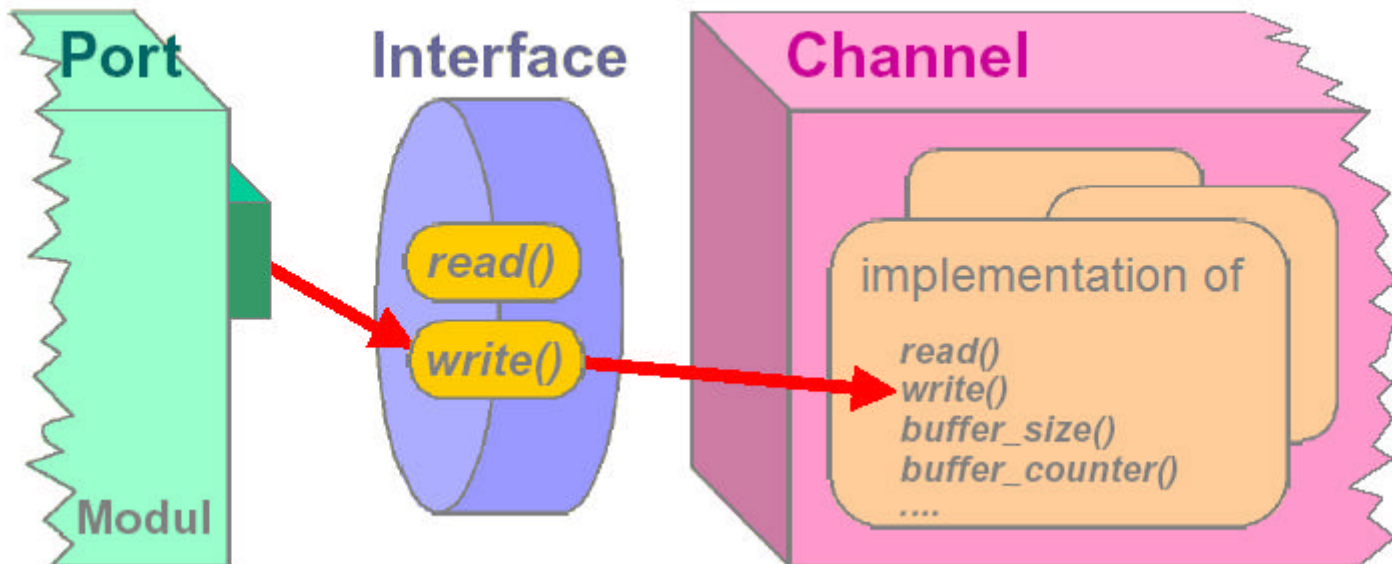 Port
Interface
Channel
read()
write()
implementation of
read()
write()
buffer_size()
buffer_counter()
....
Modul